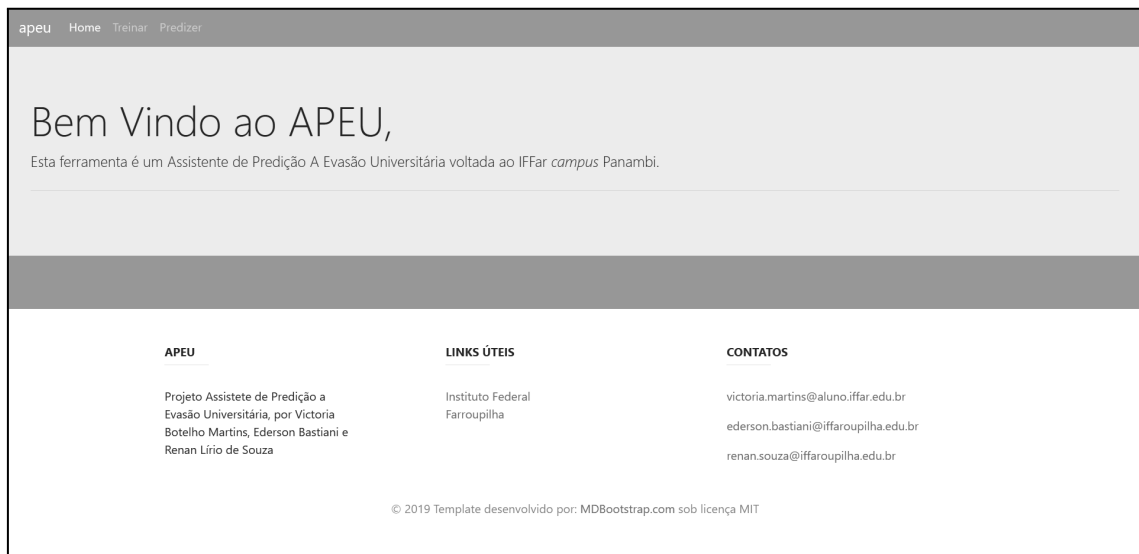 apeu Home Treinar Predizer
Bem Vindo ao APEU,
Esta ferramenta é um Assistente de Predição A Evasão Universitária voltada ao IFFar campus Panambi.
APEU
Projeto Assistete de Predição a
Evasão Universitária, por Victoria
Botelho Martins, Ederson Bastiani e
Renan Lírio de Souza
LINKS ÚTEIS
Instituto Federal
Farroupilha
CONTATOS
victoria.martins@aluno.iffar.edu.br
ederson.bastiani@iffaroupilha.edu.br
renan.souza@iffaroupilha.edu.br
© 2019 Template desenvolvido por: MDBootstrap.com sob licença MIT